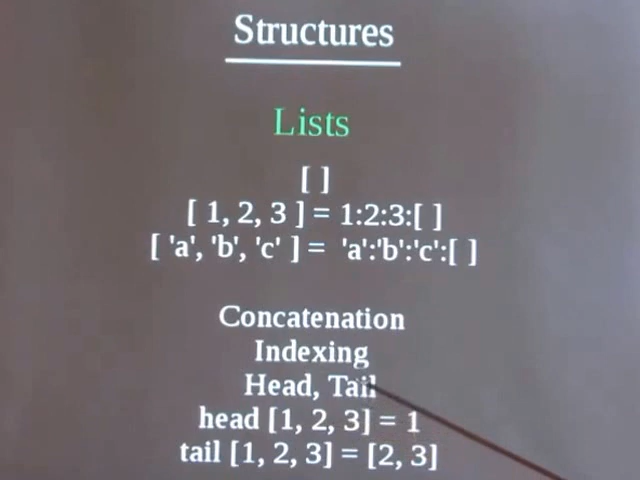 Structures
Lists
[ ]
[ 1, 2, 3 ] = 1:2:3:[ ]
[ 'a', 'b', 'c' ] = 'a':'b':'c':[ ]
Concatenation
Indexing
Head, Tail
head [1, 2, 3] = 1
tail [1, 2, 3] = [2, 3]